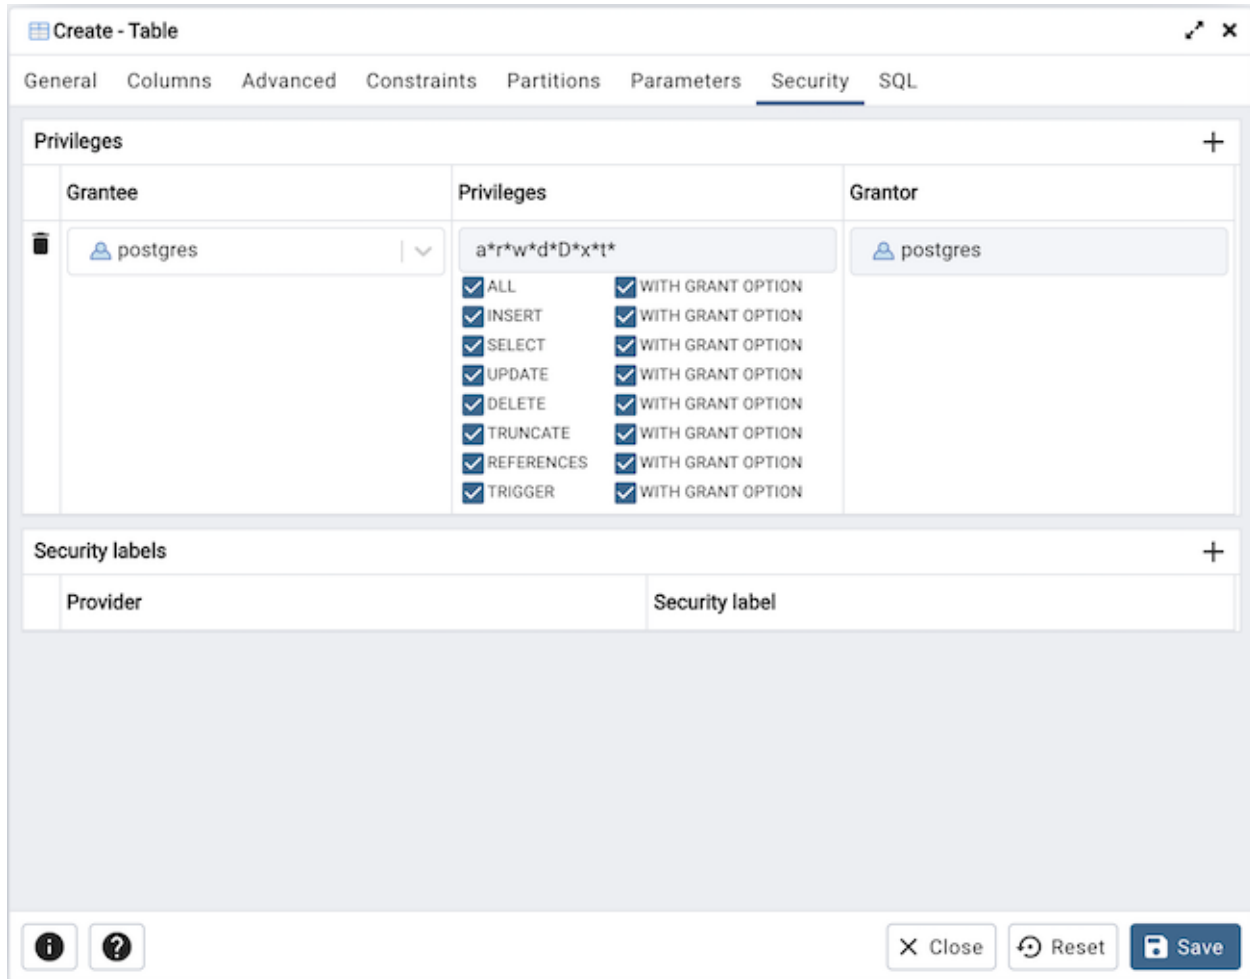 Create - Table
General Columns Advanced Constraints Partitions Parameters Security SQL
Privileges
Grantee Privileges Grantor
postgres a*r*w*d*D*x*t* postgres
ALL WITH GRANT OPTION
INSERT WITH GRANT OPTION
SELECT WITH GRANT OPTION
UPDATE WITH GRANT OPTION
DELETE WITH GRANT OPTION
TRUNCATE WITH GRANT OPTION
REFERENCES WITH GRANT OPTION
TRIGGER WITH GRANT OPTION
Security labels
Provider Security label
Close Reset Save